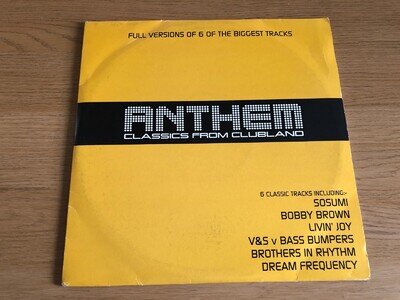 FULL VERSIONS OF 6 OF THE BIGGEST TRACKS
ANTHEM
CLASSICS FROM CLUBLAND
6 CLASSIC TRACKS INCLUDING:-
SOSUMI
BOBBY BROWN
LIVIN' JOY
V&S v BASS BUMPERS
BROTHERS IN RHYTHM
DREAM FREQUENCY